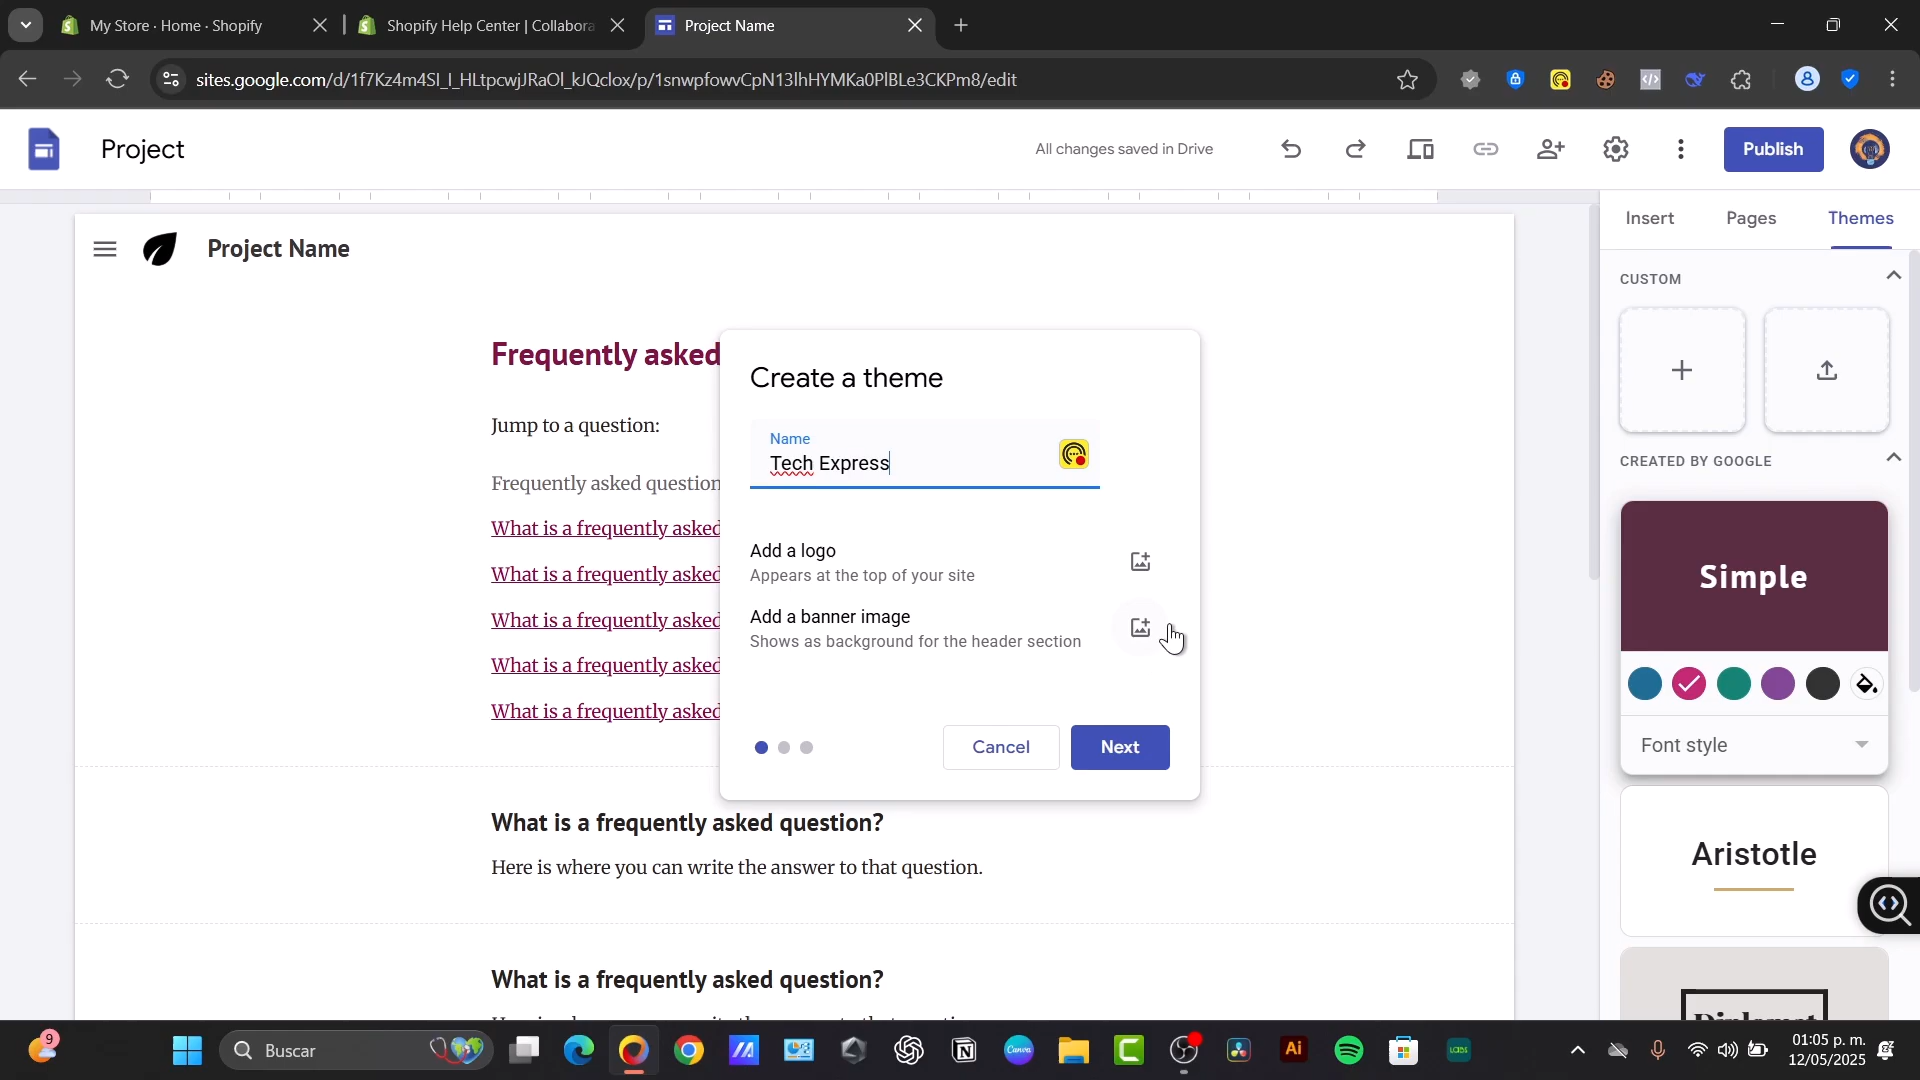 My Store · Home · Shopify
Shopify Help Center | Collabora
Project Name
sites.google.com/d/1f7Kz4m4SI_I_HLtpcwjJRaOl_kJQclox/p/1snwpfowvCpN13lhHYMKa0PlBLe3CKPm8/edit
Project
All changes saved in Drive
Publish
Insert
Pages
Themes
Project Name
CUSTOM
Frequently asked
Create a theme
Jump to a question:
Name
Tech Express
CREATED BY GOOGLE
Frequently asked question
What is a frequently asked
What is a frequently asked
What is a frequently asked
What is a frequently asked
What is a frequently asked
Add a logo
Appears at the top of your site
Add a banner image
Shows as background for the header section
Simple
Cancel
Next
Font style
What is a frequently asked question?
Here is where you can write the answer to that question.
Aristotle
What is a frequently asked question?
Diplomat
9
Buscar
Canva
Ai
LABS
01:05 p. m.
12/05/2025